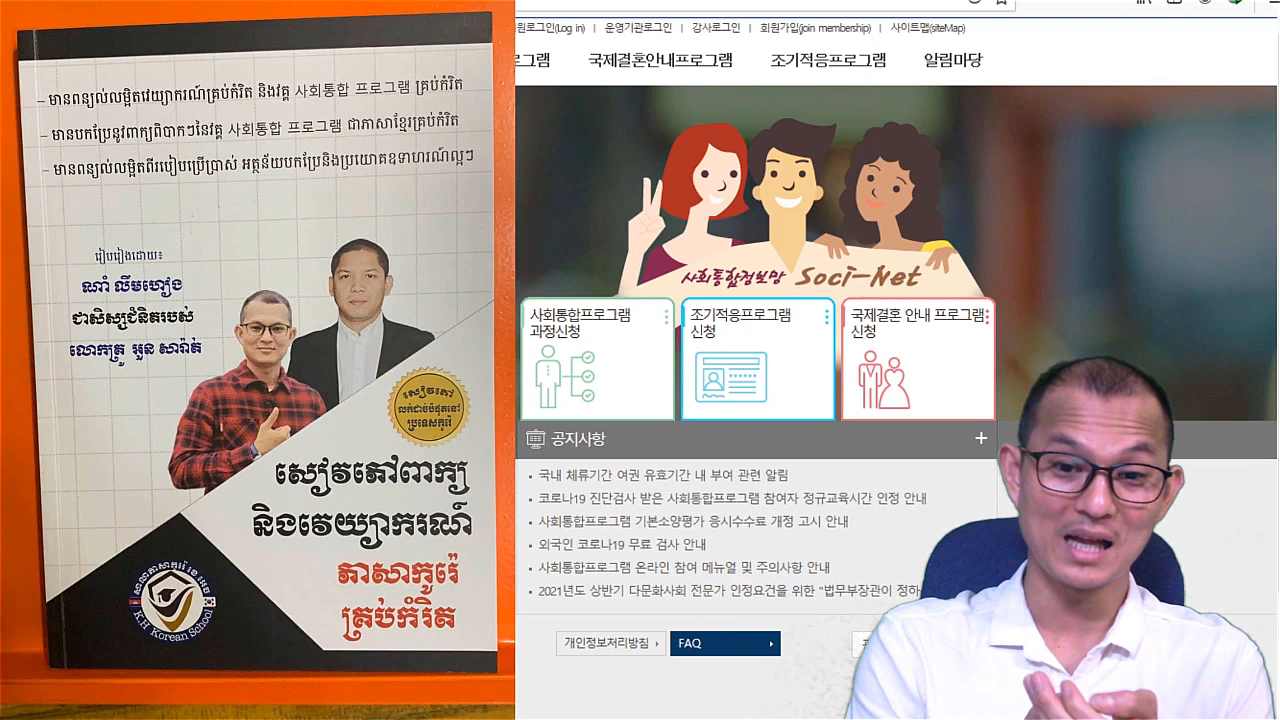 – មានពន្យល់លម្អិតវេយ្យាករណ៍គ្រប់កំរិត និងវគ្គ 사회통합 프로그램 គ្រប់កំរិត
– មានបកប្រែនូវពាក្យពិបាកៗនៃវគ្គ 사회통합 프로그램 ជាភាសាខ្មែរគ្រប់កំរិត
– មានពន្យល់លម្អិតពីរបៀបប្រើប្រាស់ អត្ថន័យបកប្រែនិងប្រយោគឧទាហរណ៍ល្អៗ
រៀបរៀងដោយ៖
ណាំ លឹមហៀង
ជាសិស្សជំនិតរបស់
លោកគ្រូ អួន សារ៉ាត់
សៀវភៅ
លក់ដាច់បំផុតនៅ
ប្រទេសកូរ៉េ
សៀវភៅពាក្យ
និងវេយ្យាករណ៍
ភាសាកូរ៉េ
គ្រប់កំរិត
K.H Korean School
원로그인(Log in) | 운영기관로그인 | 강사로그인 | 회원가입(join membership) | 사이트맵(siteMap)
로그램 국제결혼안내프로그램 조기적응프로그램 알림마당
사회통합정보망 Soci-Net
사회통합프로그램
과정신청
조기적응프로그램
신청
국제결혼 안내 프로그램
신청
공지사항 +
국내 체류기간 여권 유효기간 내 부여 관련 알림
코로나19 진단검사 받은 사회통합프로그램 참여자 정규교육시간 인정 안내
사회통합프로그램 기본소양평가 응시수수료 개정 고시 안내
외국인 코로나19 무료 검사 안내
사회통합프로그램 온라인 참여 메뉴얼 및 주의사항 안내
2021년도 상반기 다문화사회 전문가 인정요건을 위한 "법무부장관이 정하
개인정보처리방침
FAQ